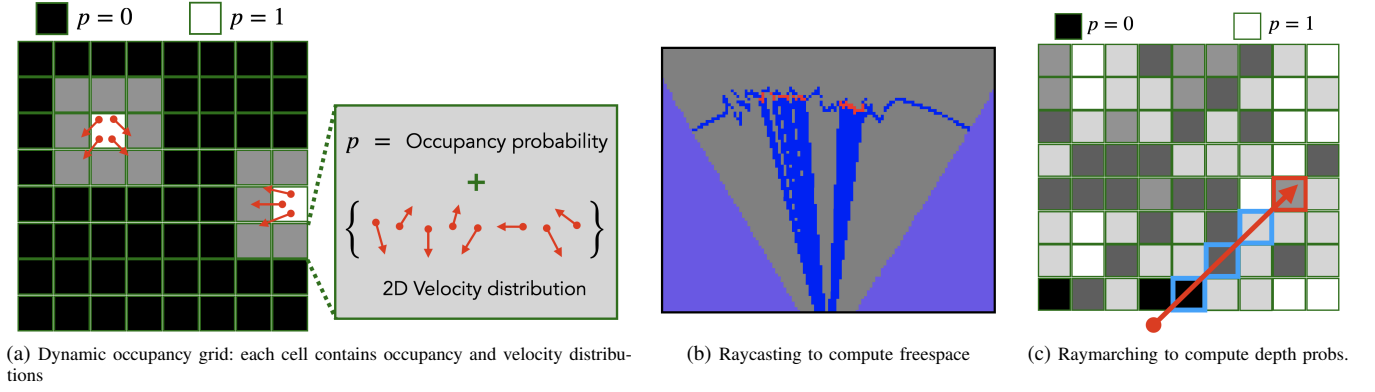 p = 0
p = 1
p = Occupancy probability
+
{ }
2D Velocity distribution
(a) Dynamic occupancy grid: each cell contains occupancy and velocity distribu-
tions
(b) Raycasting to compute freespace
p = 0
p = 1
(c) Raymarching to compute depth probs.